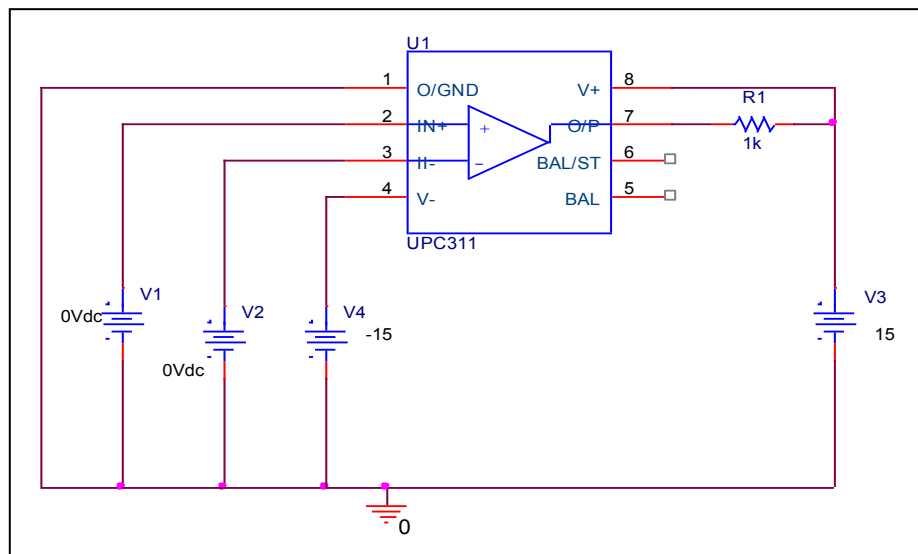 U1
1
O/GND
V+
8
R1
2
IN+
O/P
7
1k
3
II-
BAL/ST
6
4
V-
BAL
5
UPC311
V1
0Vdc
V2
0Vdc
V4
-15
V3
15
+
−
0